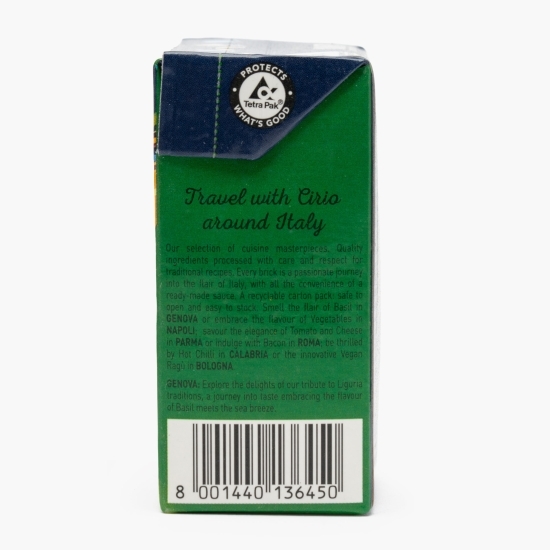 PROTECTS
Tetra Pak®
WHAT'S GOOD
Travel with Cirio
around Italy
Our selection of cuisine masterpieces. Quality
ingredients processed with care and respect for
traditional recipes. Every brick is a passionate journey
into the flair of Italy, with all the convenience of a
ready-made sauce. A recyclable carton pack: safe to
open and easy to stock. Smell the flair of Basil in
GENOVA or embrace the flavour of Vegetables in
NAPOLI; savour the elegance of Tomato and Cheese
in PARMA or indulge with Bacon in ROMA; be thrilled
by Hot Chilli in CALABRIA or the innovative Vegan
Ragù in BOLOGNA.
GENOVA: Explore the delights of our tribute to Liguria
traditions, a journey into taste embracing the flavour
of Basil meets the sea breeze.
8 001440 136450